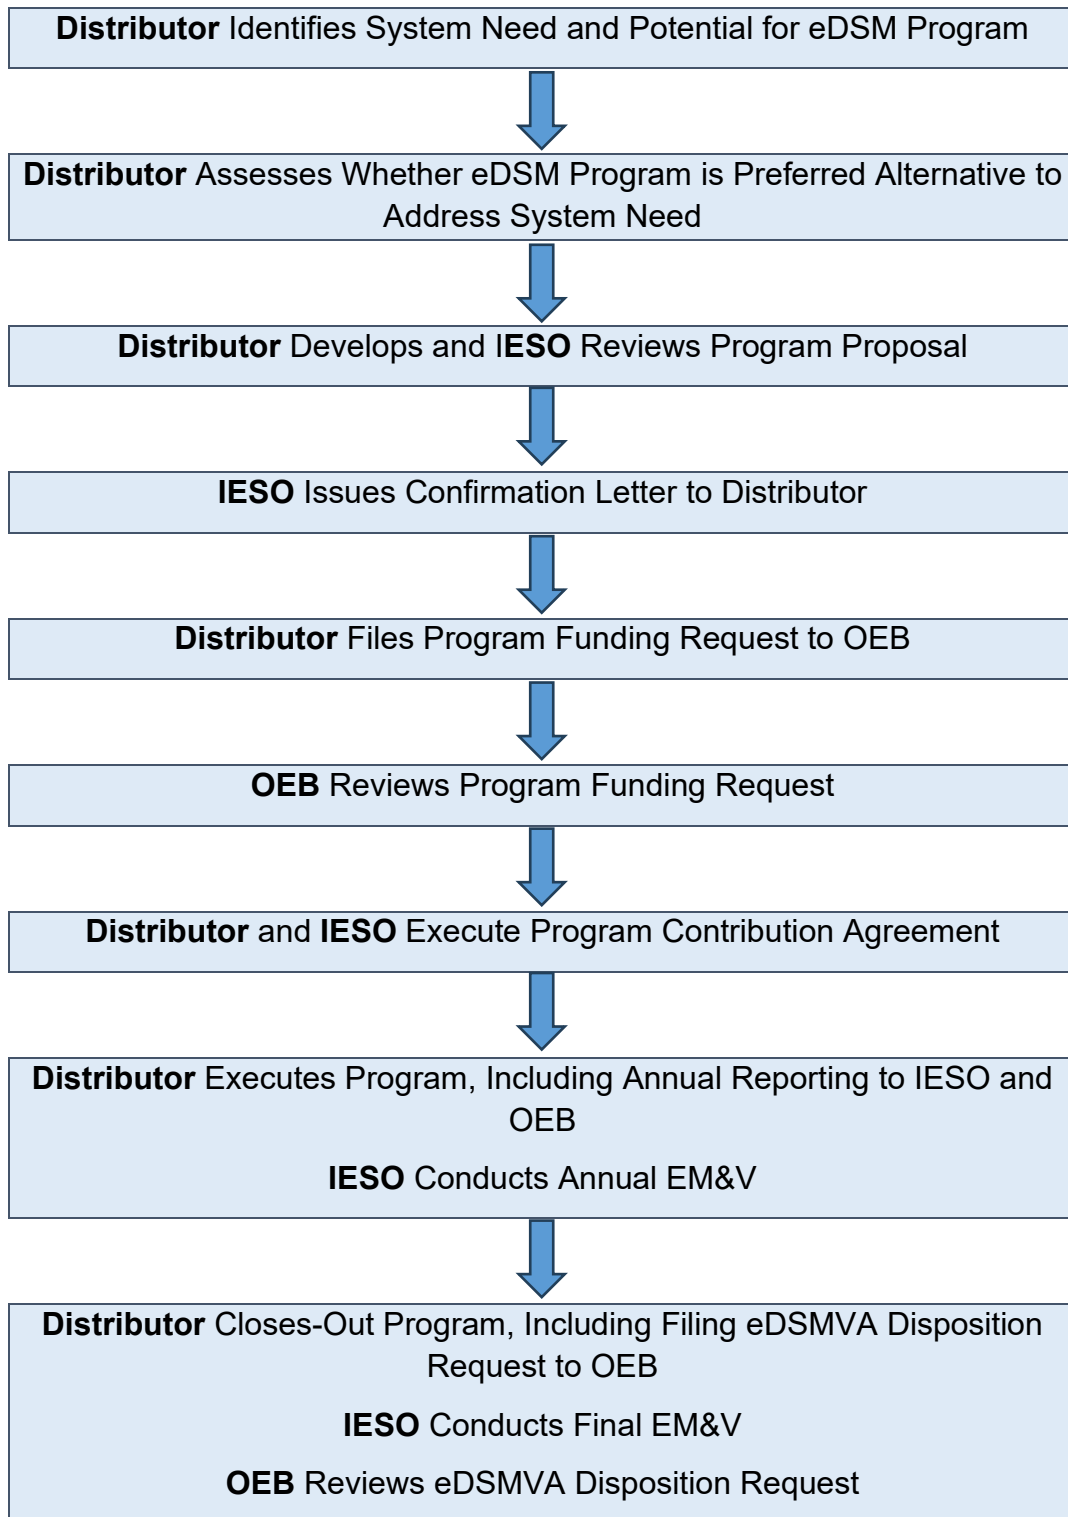 Distributor Identifies System Need and Potential for eDSM Program
Distributor Assesses Whether eDSM Program is Preferred Alternative to
Address System Need
Distributor Develops and IESO Reviews Program Proposal
IESO Issues Confirmation Letter to Distributor
Distributor Files Program Funding Request to OEB
OEB Reviews Program Funding Request
Distributor and IESO Execute Program Contribution Agreement
Distributor Executes Program, Including Annual Reporting to IESO and
OEB
IESO Conducts Annual EM&V
Distributor Closes-Out Program, Including Filing eDSMVA Disposition
Request to OEB
IESO Conducts Final EM&V
OEB Reviews eDSMVA Disposition Request